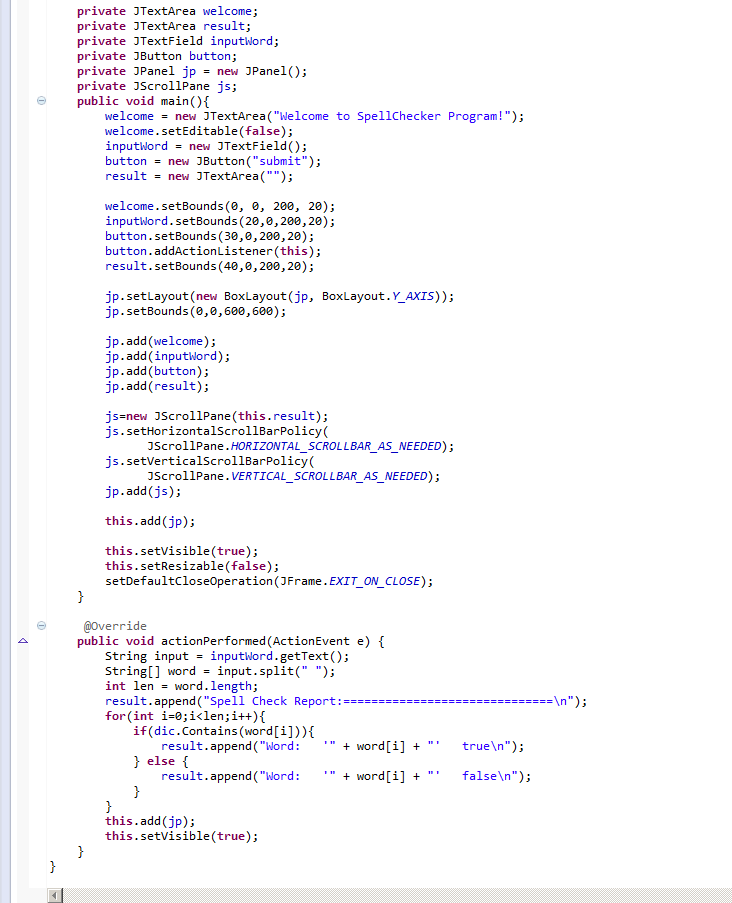 private JTextArea welcome;
private JTextArea result;
private JTextField inputWord;
private JButton button;
private JPanel jp = new JPanel();
private JScrollPane js;
public void main(){
welcome = new JTextArea("Welcome to SpellChecker Program!");
welcome.setEditable(false);
inputWord = new JTextField();
button = new JButton("submit");
result = new JTextArea("");
welcome.setBounds(0, 0, 200, 20);
inputWord.setBounds(20,0,200,20);
button.setBounds(30,0,200,20);
button.addActionListener(this);
result.setBounds(40,0,200,20);
jp.setLayout(new BoxLayout(jp, BoxLayout.Y_AXIS));
jp.setBounds(0,0,600,600);
jp.add(welcome);
jp.add(inputWord);
jp.add(button);
jp.add(result);
js=new JScrollPane(this.result);
js.setHorizontalScrollBarPolicy(
JScrollPane.HORIZONTAL_SCROLLBAR_AS_NEEDED);
js.setVerticalScrollBarPolicy(
JScrollPane.VERTICAL_SCROLLBAR_AS_NEEDED);
jp.add(js);
this.add(jp);
this.setVisible(true);
this.setResizable(false);
setDefaultCloseOperation(JFrame.EXIT_ON_CLOSE);
}
@Override
public void actionPerformed(ActionEvent e) {
String input = inputWord.getText();
String[] word = input.split(" ");
int len = word.length;
result.append("Spell Check Report:==============================\n");
for(int i=0;i<len;i++){
if(dic.Contains(word[i])){
result.append("Word:   '" + word[i] + "'   true\n");
} else {
result.append("Word:   '" + word[i] + "'   false\n");
}
}
this.add(jp);
this.setVisible(true);
}
}